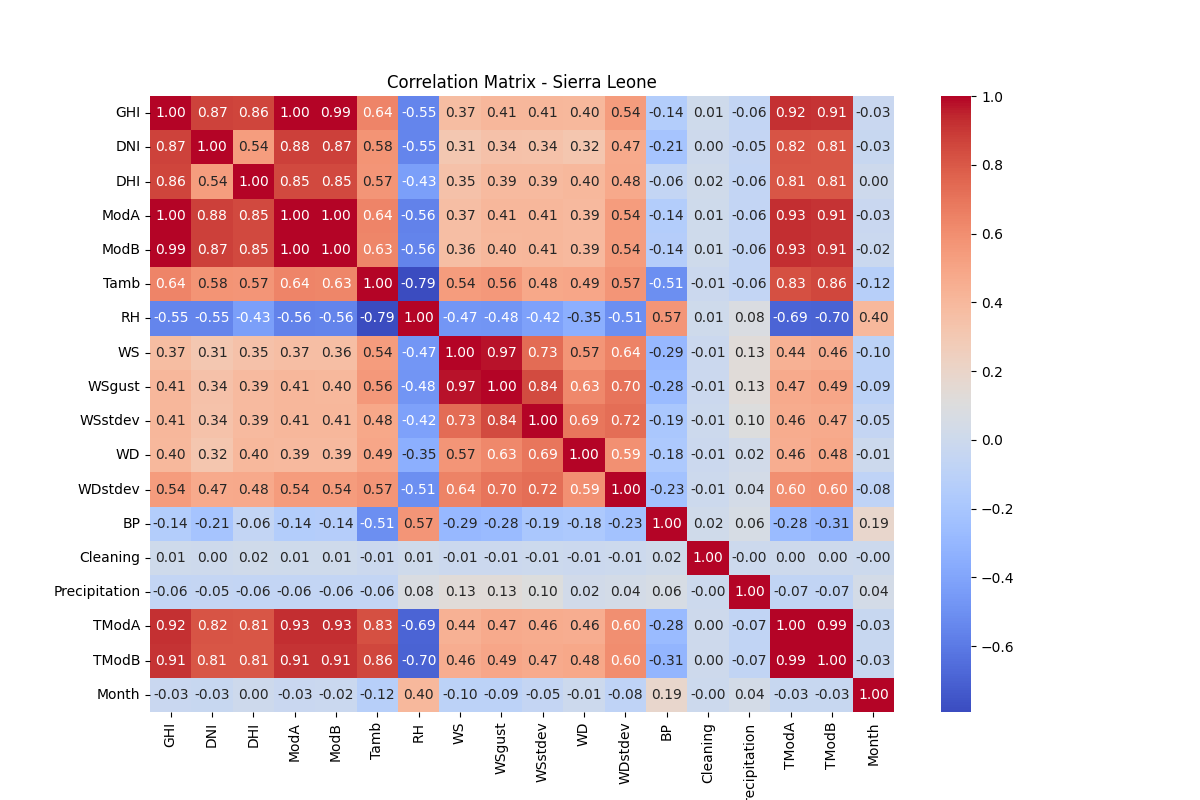 Correlation Matrix - Sierra Leone
GHI 1.00 0.87 0.86 1.00 0.99 0.64 -0.55 0.37 0.41 0.41 0.40 0.54 -0.14 0.01 -0.06 0.92 0.91 -0.03
DNI 0.87 1.00 0.54 0.88 0.87 0.58 -0.55 0.31 0.34 0.34 0.32 0.47 -0.21 0.00 -0.05 0.82 0.81 -0.03
DHI 0.86 0.54 1.00 0.85 0.85 0.57 -0.43 0.35 0.39 0.39 0.40 0.48 -0.06 0.02 -0.06 0.81 0.81 0.00
ModA 1.00 0.88 0.85 1.00 1.00 0.64 -0.56 0.37 0.41 0.41 0.39 0.54 -0.14 0.01 -0.06 0.93 0.91 -0.03
ModB 0.99 0.87 0.85 1.00 1.00 0.63 -0.56 0.36 0.40 0.41 0.39 0.54 -0.14 0.01 -0.06 0.93 0.91 -0.02
Tamb 0.64 0.58 0.57 0.64 0.63 1.00 -0.79 0.54 0.56 0.48 0.49 0.57 -0.51 -0.01 -0.06 0.83 0.86 -0.12
RH -0.55 -0.55 -0.43 -0.56 -0.56 -0.79 1.00 -0.47 -0.48 -0.42 -0.35 -0.51 0.57 0.01 0.08 -0.69 -0.70 0.40
WS 0.37 0.31 0.35 0.37 0.36 0.54 -0.47 1.00 0.97 0.73 0.57 0.64 -0.29 -0.01 0.13 0.44 0.46 -0.10
WSgust 0.41 0.34 0.39 0.41 0.40 0.56 -0.48 0.97 1.00 0.84 0.63 0.70 -0.28 -0.01 0.13 0.47 0.49 -0.09
WSstdev 0.41 0.34 0.39 0.41 0.41 0.48 -0.42 0.73 0.84 1.00 0.69 0.72 -0.19 -0.01 0.10 0.46 0.47 -0.05
WD 0.40 0.32 0.40 0.39 0.39 0.49 -0.35 0.57 0.63 0.69 1.00 0.59 -0.18 -0.01 0.02 0.46 0.48 -0.01
WDstdev 0.54 0.47 0.48 0.54 0.54 0.57 -0.51 0.64 0.70 0.72 0.59 1.00 -0.23 -0.01 0.04 0.60 0.60 -0.08
BP -0.14 -0.21 -0.06 -0.14 -0.14 -0.51 0.57 -0.29 -0.28 -0.19 -0.18 -0.23 1.00 0.02 0.06 -0.28 -0.31 0.19
Cleaning 0.01 0.00 0.02 0.01 0.01 -0.01 0.01 -0.01 -0.01 -0.01 -0.01 -0.01 0.02 1.00 -0.00 0.00 0.00 -0.00
Precipitation -0.06 -0.05 -0.06 -0.06 -0.06 -0.06 0.08 0.13 0.13 0.10 0.02 0.04 0.06 -0.00 1.00 -0.07 -0.07 0.04
TModA 0.92 0.82 0.81 0.93 0.93 0.83 -0.69 0.44 0.47 0.46 0.46 0.60 -0.28 0.00 -0.07 1.00 0.99 -0.03
TModB 0.91 0.81 0.81 0.91 0.91 0.86 -0.70 0.46 0.49 0.47 0.48 0.60 -0.31 0.00 -0.07 0.99 1.00 -0.03
Month -0.03 -0.03 0.00 -0.03 -0.02 -0.12 0.40 -0.10 -0.09 -0.05 -0.01 -0.08 0.19 -0.00 0.04 -0.03 -0.03 1.00
GHI DNI DHI ModA ModB Tamb RH WS WSgust WSstdev WD WDstdev BP Cleaning recipitation TModA TModB Month
1.0
0.8
0.6
0.4
0.2
0.0
−0.2
−0.4
−0.6